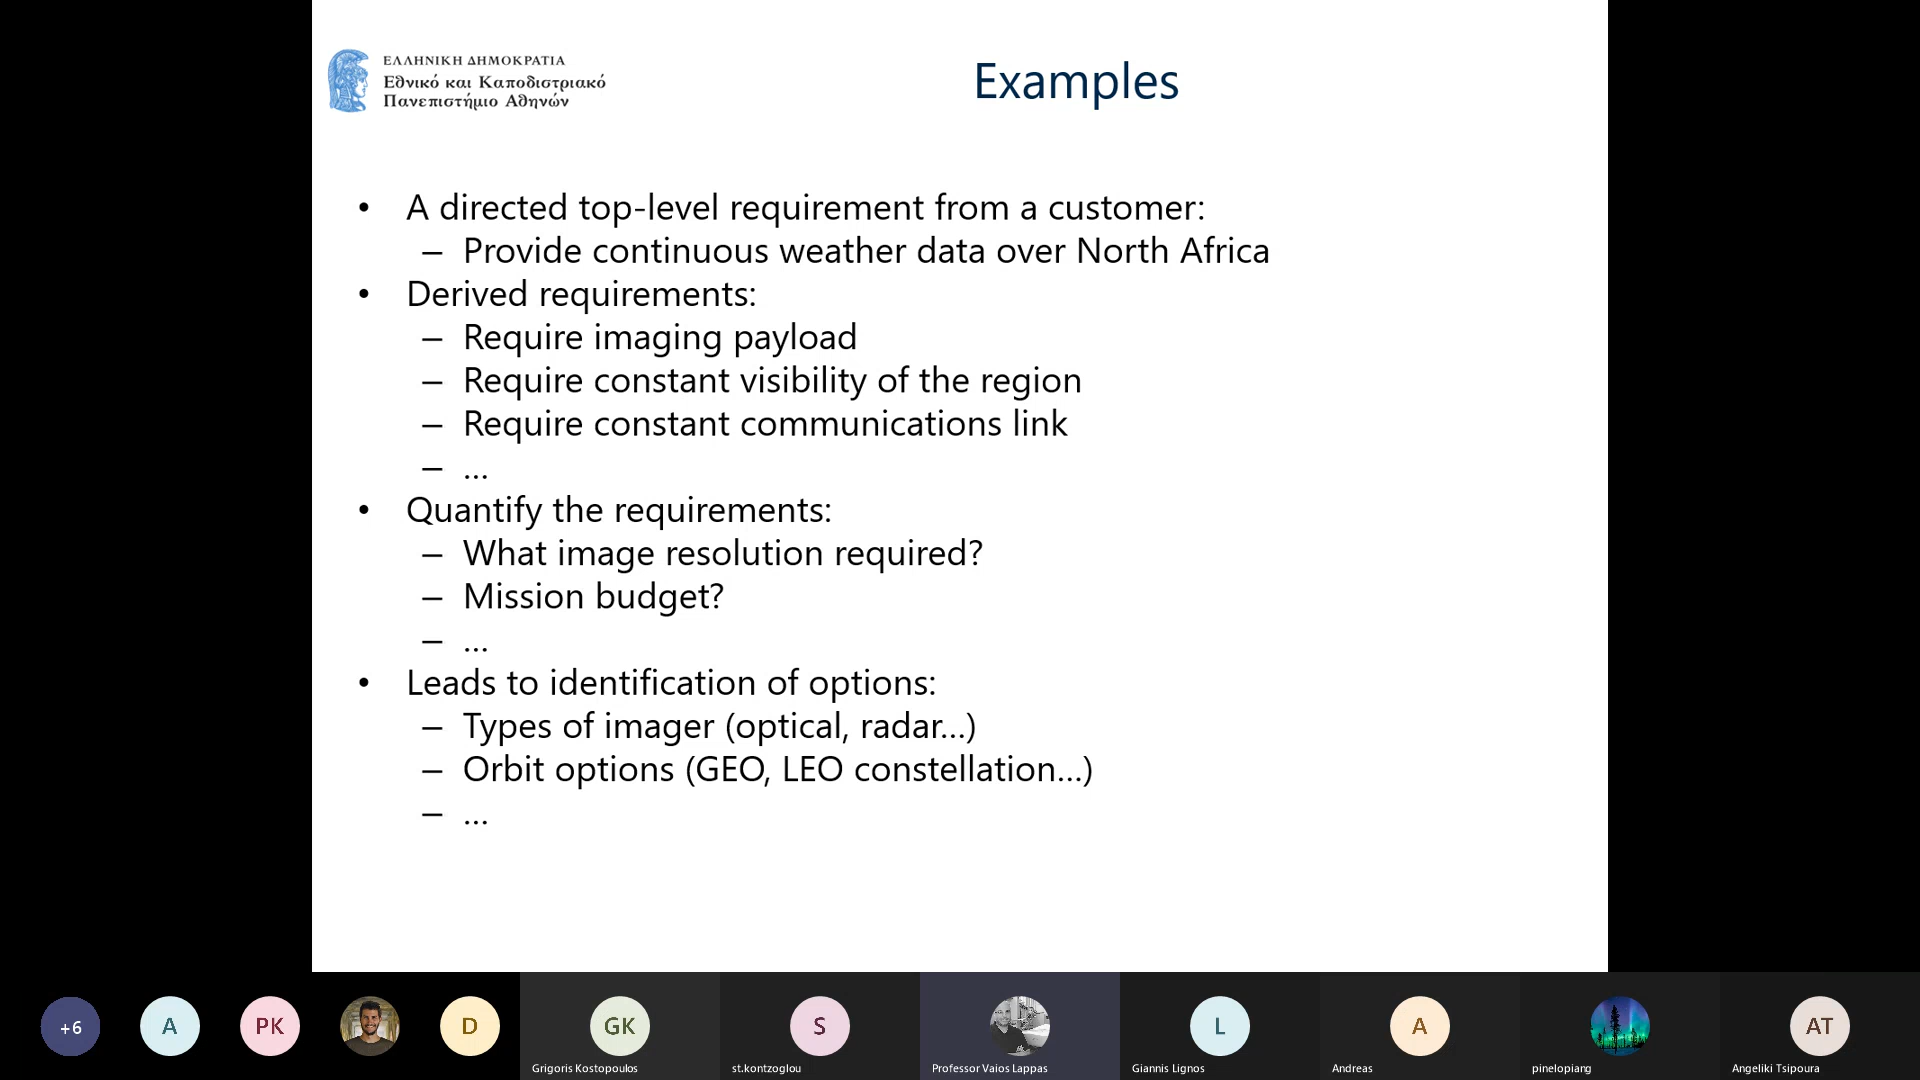 ΕΛΛΗΝΙΚΗ ΔΗΜΟΚΡΑΤΙΑ
Εθνικό και Καποδιστριακό
Πανεπιστήμιο Αθηνών
Examples
• A directed top-level requirement from a customer:
– Provide continuous weather data over North Africa
• Derived requirements:
– Require imaging payload
– Require constant visibility of the region
– Require constant communications link
– ...
• Quantify the requirements:
– What image resolution required?
– Mission budget?
– ...
• Leads to identification of options:
– Types of imager (optical, radar...)
– Orbit options (GEO, LEO constellation...)
– ...
+6
A
PK
D
GK
S
L
A
AT
Grigoris Kostopoulos
st.kontzoglou
Professor Vaios Lappas
Giannis Lignos
Andreas
pinelopiang
Angeliki Tsipoura